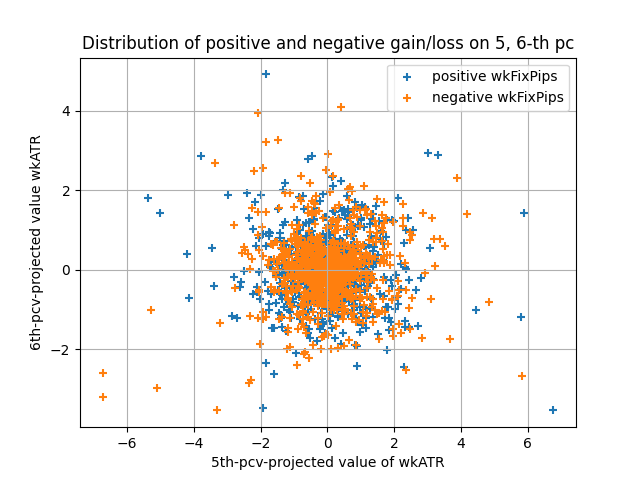 Distribution of positive and negative gain/loss on 5, 6-th pc
positive wkFixPips
negative wkFixPips
6th-pcv-projected value wkATR
4
2
0
−2
−6
−4
−2
0
2
4
6
5th-pcv-projected value of wkATR